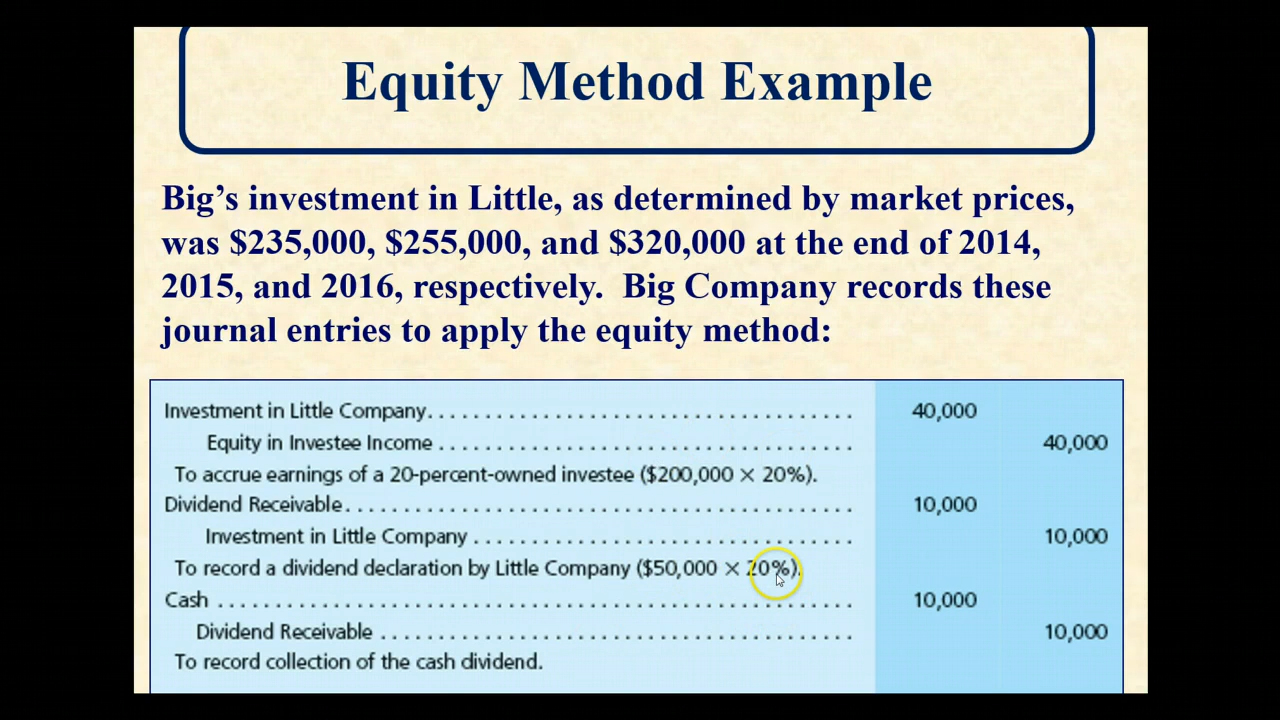 Equity Method Example
Big’s investment in Little, as determined by market prices,
was $235,000, $255,000, and $320,000 at the end of 2014,
2015, and 2016, respectively.  Big Company records these
journal entries to apply the equity method:
Investment in Little Company. . . . . . . . . . . . . . . . . . . . . . . . . . . . . . . . . . . . . 40,000
Equity in Investee Income . . . . . . . . . . . . . . . . . . . . . . . . . . . . . . . . . . . . 40,000
To accrue earnings of a 20-percent-owned investee ($200,000 × 20%).
Dividend Receivable. . . . . . . . . . . . . . . . . . . . . . . . . . . . . . . . . . . . . . . . . . . . 10,000
Investment in Little Company . . . . . . . . . . . . . . . . . . . . . . . . . . . . . . . . . 10,000
To record a dividend declaration by Little Company ($50,000 × 20%).
Cash . . . . . . . . . . . . . . . . . . . . . . . . . . . . . . . . . . . . . . . . . . . . . . . . . . . . . . . . 10,000
Dividend Receivable . . . . . . . . . . . . . . . . . . . . . . . . . . . . . . . . . . . . . . . . . 10,000
To record collection of the cash dividend.